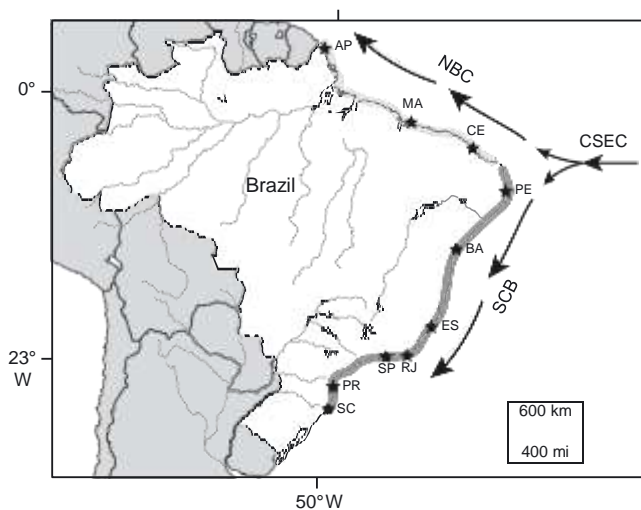 AP
NBC
0°
MA
CE
CSEC
PE
Brazil
BA
SCB
ES
23°
W
SP
RJ
PR
SC
600 km
400 mi
50°W